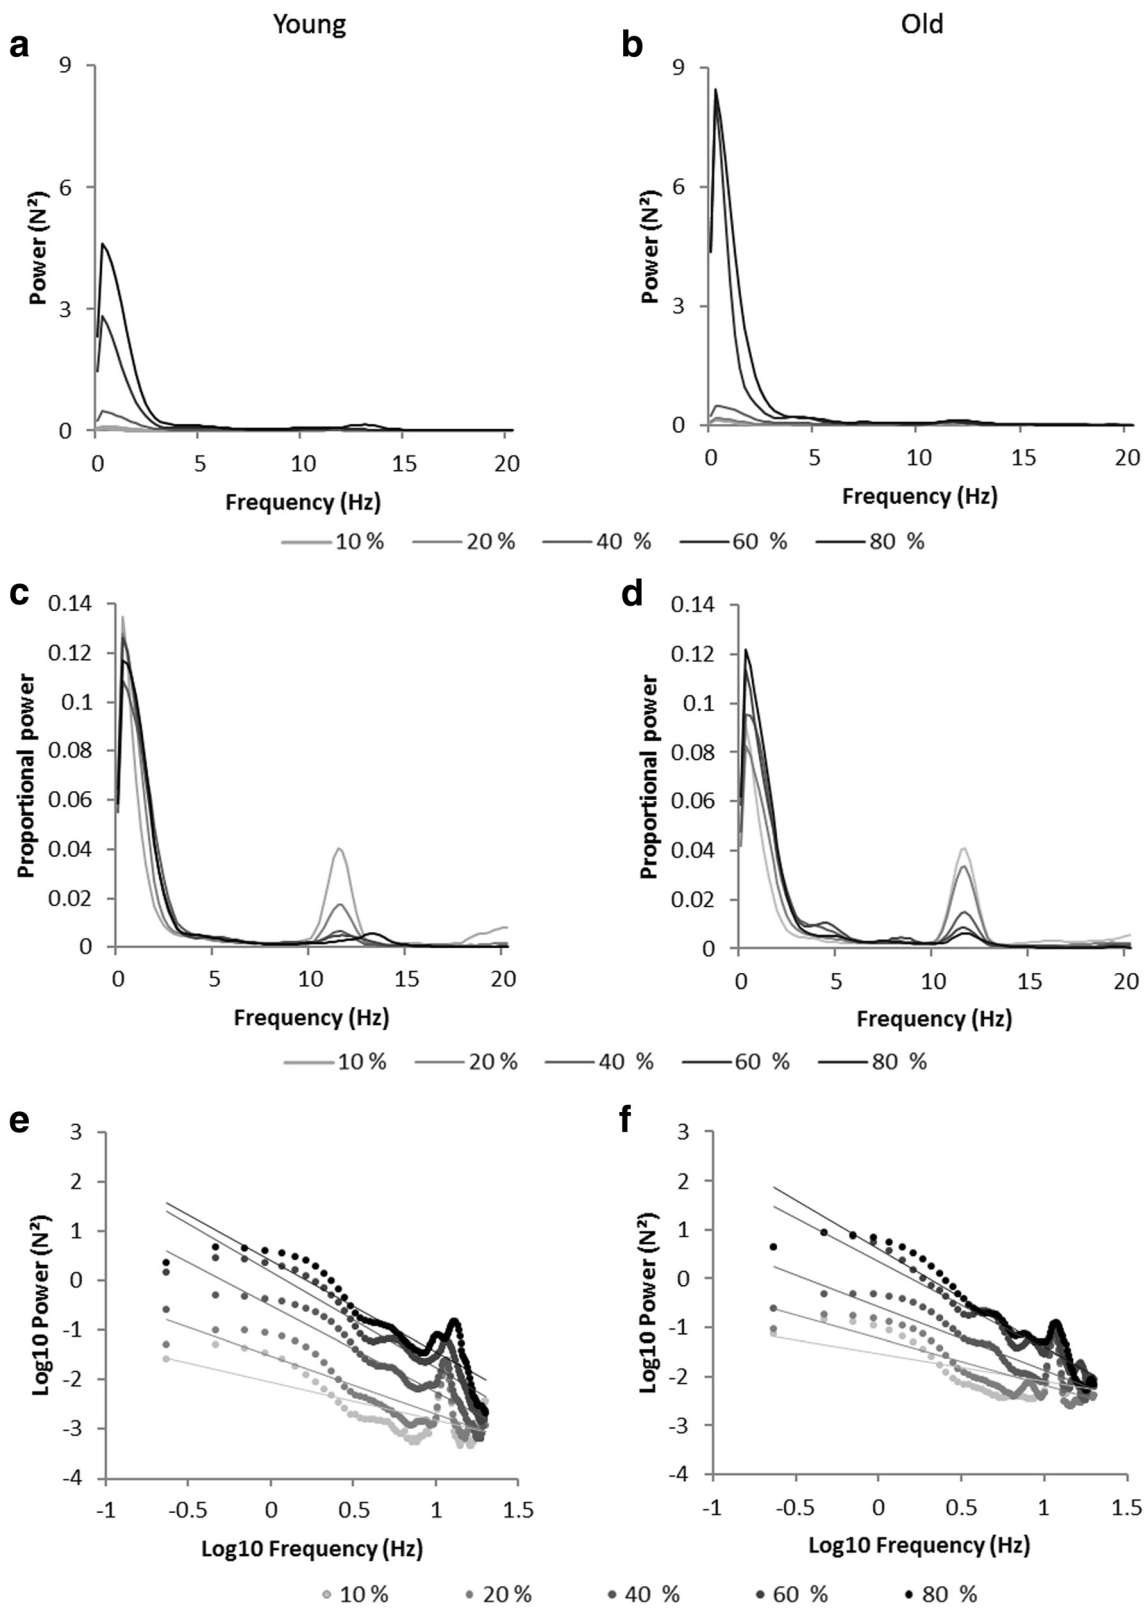 Young
Old
a
b
9
6
3
0
Power (N²)
0 5 10 15 20
Frequency (Hz)
9
6
3
0
Power (N²)
0 5 10 15 20
Frequency (Hz)
10 % 20 % 40 % 60 % 80 %
c
d
0.14
0.12
0.1
0.08
0.06
0.04
0.02
0
Proportional power
0 5 10 15 20
Frequency (Hz)
0.14
0.12
0.1
0.08
0.06
0.04
0.02
0
Proportional power
0 5 10 15 20
Frequency (Hz)
10 % 20 % 40 % 60 % 80 %
e
f
3
2
1
0
-1
-2
-3
-4
Log10 Power (N²)
-1 -0.5 0 0.5 1 1.5
Log10 Frequency (Hz)
3
2
1
0
-1
-2
-3
-4
Log10 Power (N²)
-1 -0.5 0 0.5 1 1.5
Log10 Frequency (Hz)
10 % 20 % 40 % 60 % 80 %